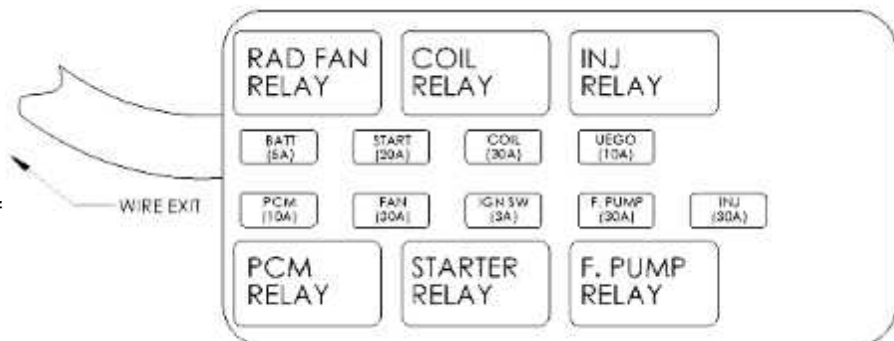 RAD FAN
RELAY
COIL
RELAY
INJ
RELAY
BATT
(5A)
START
(20A)
COIL
(30A)
UEGO
(10A)
WIRE EXIT
PCM
(10A)
FAN
(30A)
IGN SW
(3A)
F. PUMP
(30A)
INJ
(30A)
PCM
RELAY
STARTER
RELAY
F. PUMP
RELAY